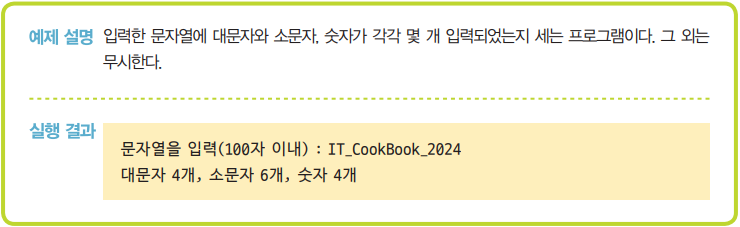 예제 설명 입력한 문자열에 대문자와 소문자, 숫자가 각각 몇 개 입력되었는지 세는 프로그램이다. 그 외는
무시한다.
실행 결과
문자열을 입력(100자 이내) : IT_CookBook_2024
대문자 4개, 소문자 6개, 숫자 4개